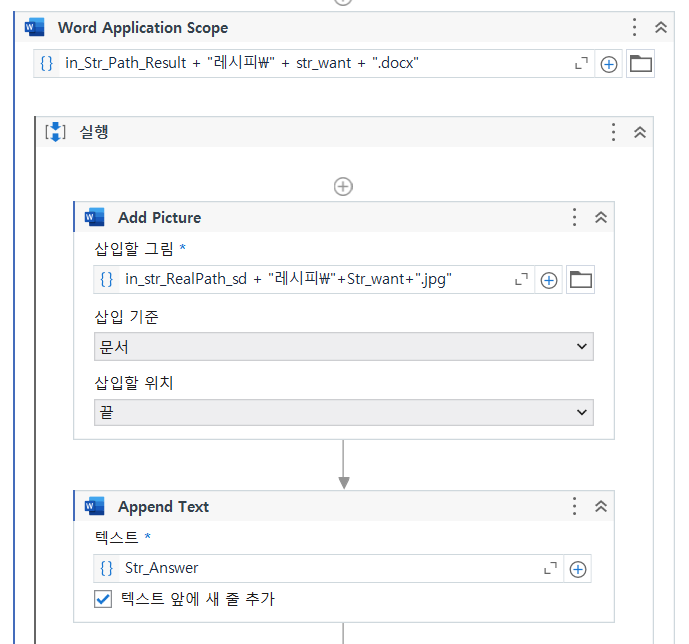 Word Application Scope
in_Str_Path_Result + "레시피₩" + str_want + ".docx"
실행
Add Picture
삽입할 그림 *
in_str_RealPath_sd + "레시피₩"+Str_want+".jpg"
삽입 기준
문서
삽입할 위치
끝
Append Text
텍스트 *
Str_Answer
텍스트 앞에 새 줄 추가